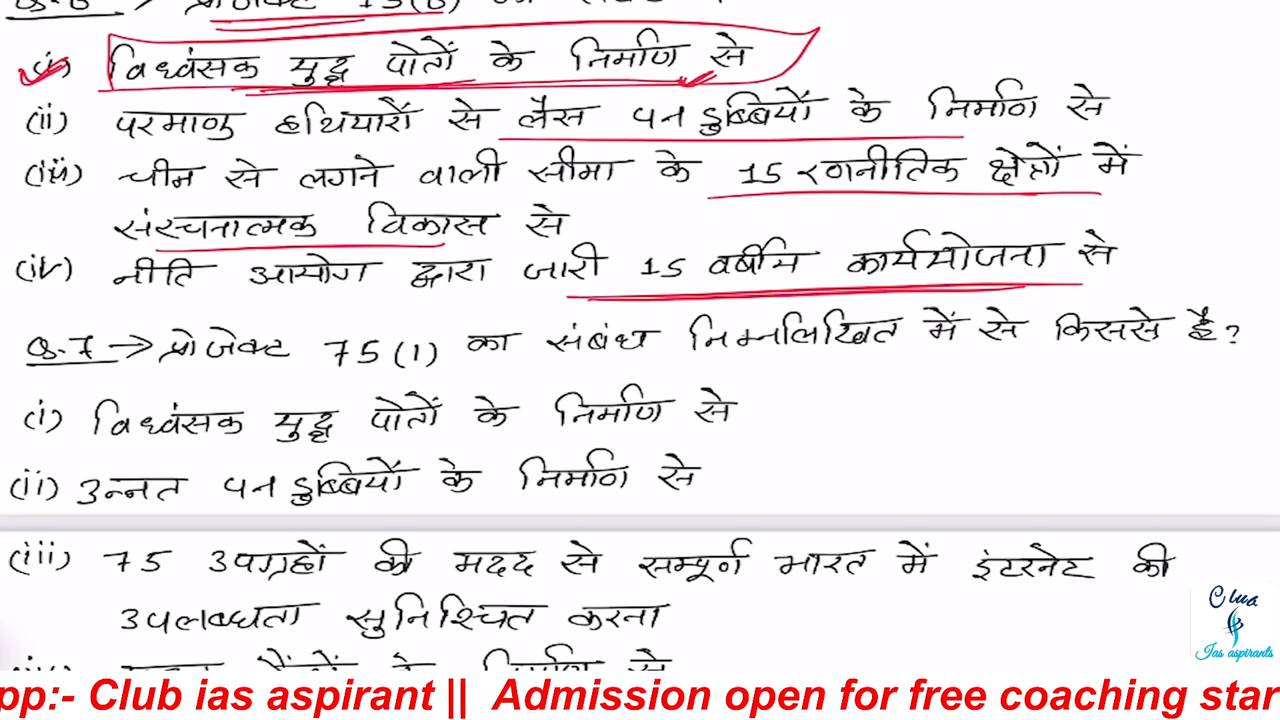 प्रोजेक्ट 15(B)
(i) विध्वंसक युद्ध पोतों के निर्माण से
(ii) परमाणु हथियारों से लैस पनडुब्बियों के निर्माण से
(iii) चीन से लगने वाली सीमा के 15 रणनीतिक क्षेत्रों में
संरचनात्मक विकास से
(iv) नीति आयोग द्वारा जारी 15 वर्षीय कार्ययोजना से
Q.7 → प्रोजेक्ट 75(1) का संबंध निम्नलिखित में से किससे है?
(i) विध्वंसक युद्ध पोतों के निर्माण से
(ii) उन्नत पनडुब्बियों के निर्माण से
(iii) 75 उपग्रहों की मदद से सम्पूर्ण भारत में इंटरनेट की
उपलब्धता सुनिश्चित करना
के निर्माण से
Club
Ias aspirants
pp:- Club ias aspirant || Admission open for free coaching star